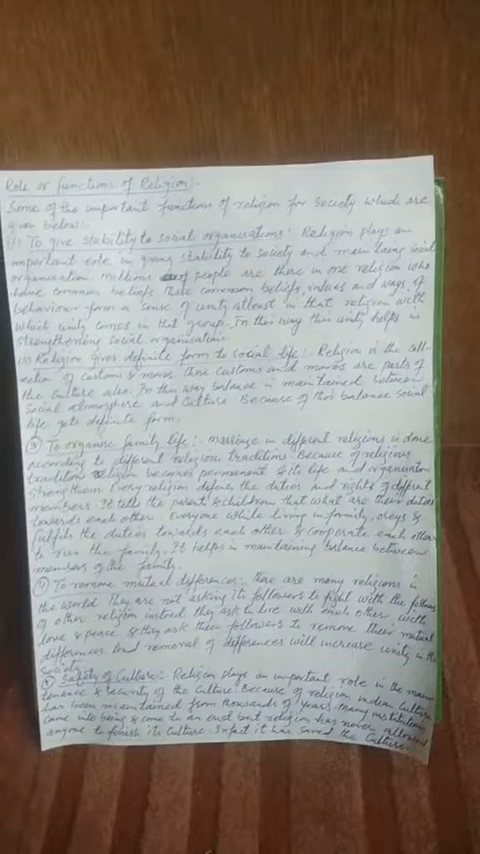 Role or functions of Religion:-
Some of the important functions of religion for society which are
given below:-
(1) To give stability to social organisations: Religion plays an
important role in giving stability to society and maintaing social
organisation. millions of people are there in one religion who
have common beliefs. These common beliefs, values and ways of
behaviour form a sense of unity atleast in that religion with
which unity comes in that group. In this way this unity helps in
strengthening social organisation.
Religion gives definite form to social life:- Religion is the coll-
ection of customs & mores. These customs and mores are parts of
the culture also. In this way balance is maintained between
Social atmosphere and culture Because of this balance social
life gets definite form.
(3) To organise family life:- marriage in different religions is done
according to different religious traditions. Because of religious
tradition Religion becomes permanent & its life and organisation
strengthens. Every religion defines the duties and rights of different
members. It tells the parent & children that what are their duties
towards each other. Everyone while living in family, obeys &
fulfils the duties towards each other & corporate each other
to run the family. It helps in maintaining balance between
members of the family.
(4) To remove mutual differences:- there are many religions in
the world. They are not asking its followers to fight with the
of other religion instead they ask to live with each other with
love & peace & they ask their followers to remove their mutual
differences and removal of differences will increase unity in the
Society.
Safety of Culture:- Religion plays an important role in the main
tenence & security of the culture. Because of religion indian culture
has been maintained from thousands of years. Many institutions
came into being & come to an end but religion has never allowed
anyone to finish its culture. Infact it has saved the culture.